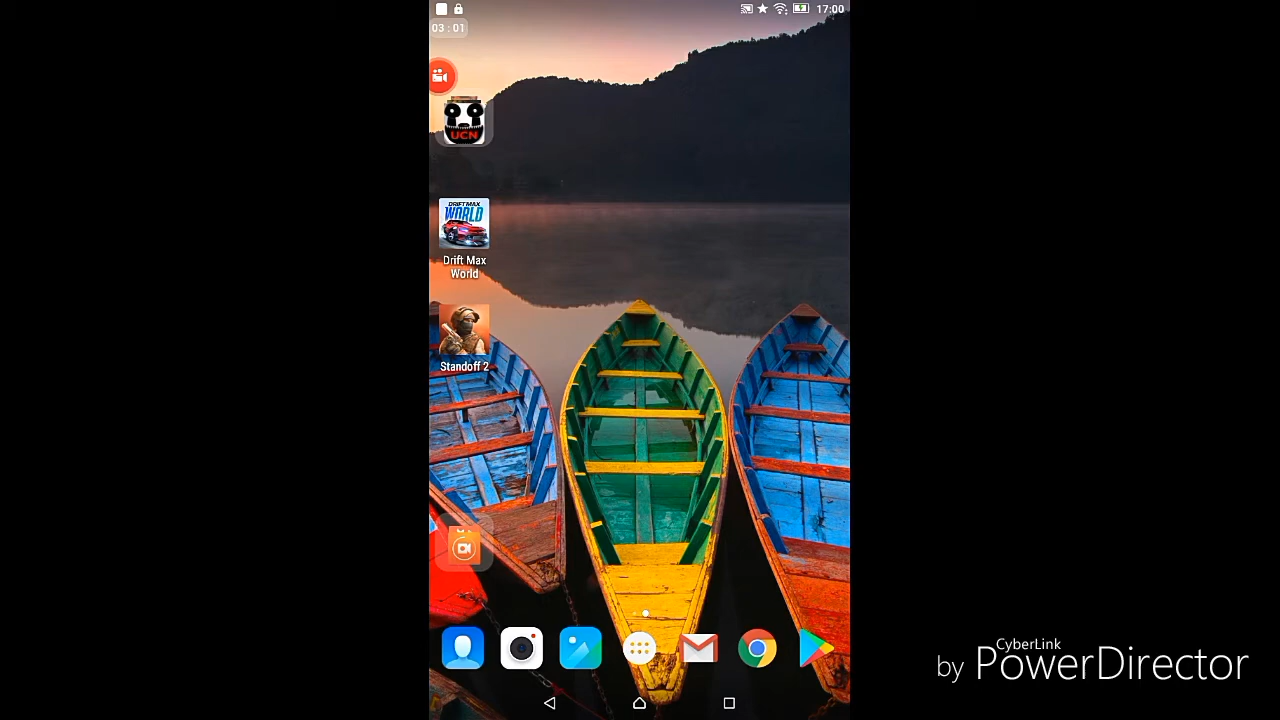 17:00
03 : 01
UCN
DRIFT MAX
WORLD
Drift Max
World
Standoff 2
CyberLink
by PowerDirector